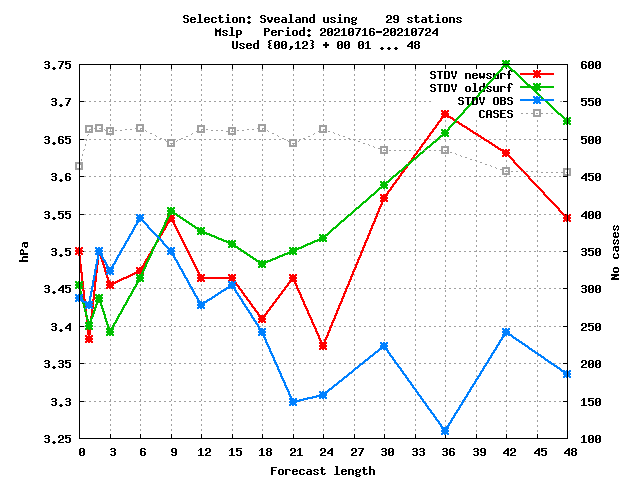 Selection: Svealand using    29 stations
Mslp   Period: 20210716-20210724
Used {00,12} + 00 01 ... 48
STDV newsurf
STDV oldsurf
STDV OBS
CASES
hPa
3,75
3,7
3,65
3,6
3,55
3,5
3,45
3,4
3,35
3,3
3,25
600
550
500
450
400
350
300
250
200
150
100
No cases
0 3 6 9 12 15 18 21 24 27 30 33 36 39 42 45 48
Forecast length